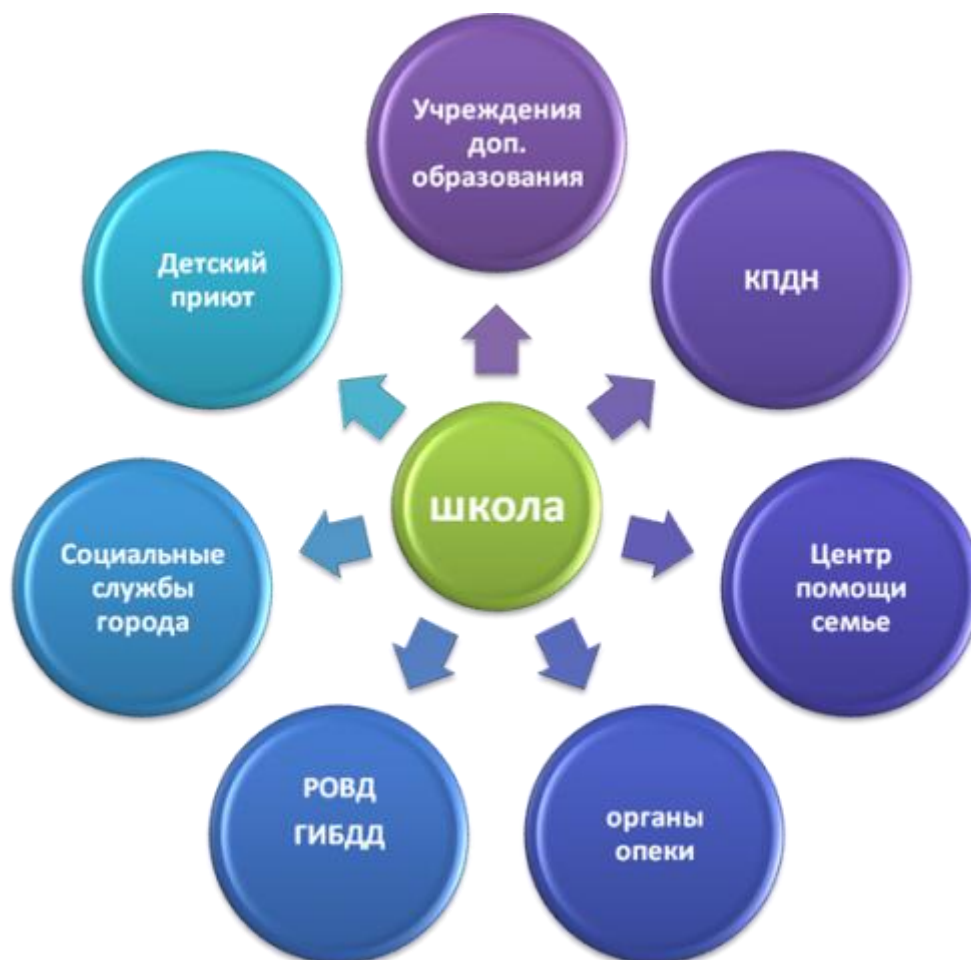 Учреждения
доп.
образования
Детский
приют
КПДН
школа
Социальные
службы
города
Центр
помощи
семье
РОВД
ГИБДД
органы
опеки